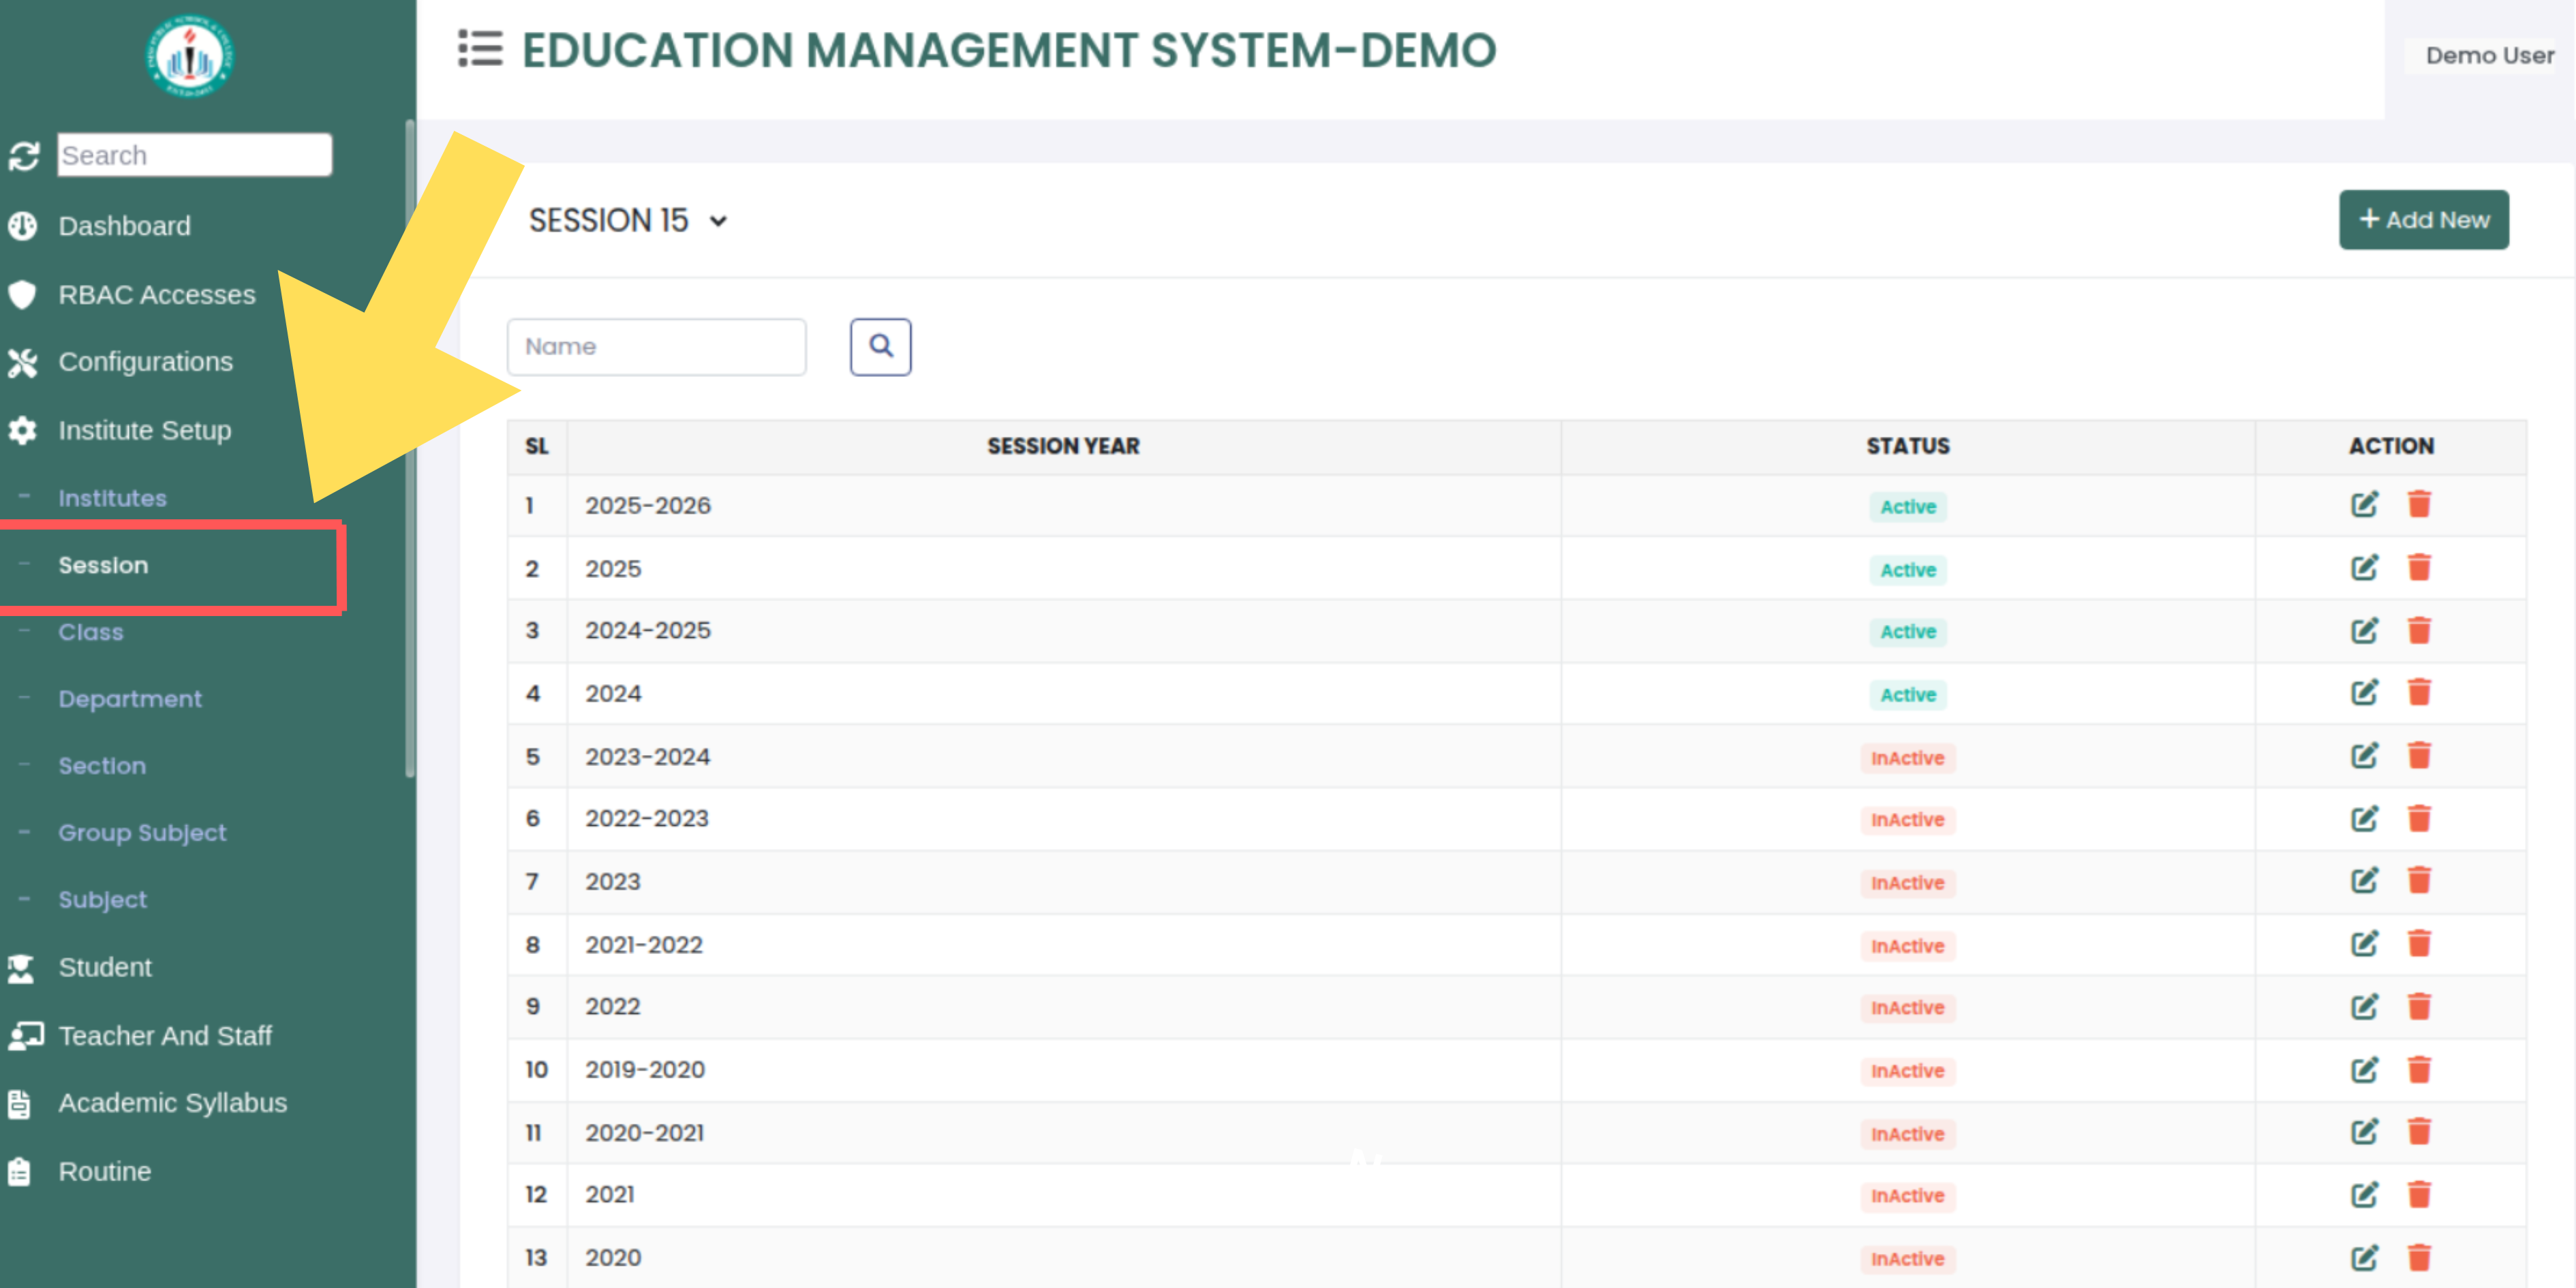 EDUCATION MANAGEMENT SYSTEM-DEMO
Demo User
Search
Dashboard
RBAC Accesses
Configurations
Institute Setup
- Institutes
- Session
- Class
- Department
- Section
- Group Subject
- Subject
Student
Teacher And Staff
Academic Syllabus
Routine
SESSION 15
+ Add New
Name
SL SESSION YEAR STATUS ACTION
1 2025-2026 Active
2 2025 Active
3 2024-2025 Active
4 2024 Active
5 2023-2024 InActive
6 2022-2023 InActive
7 2023 InActive
8 2021-2022 InActive
9 2022 InActive
10 2019-2020 InActive
11 2020-2021 InActive
12 2021 InActive
13 2020 InActive